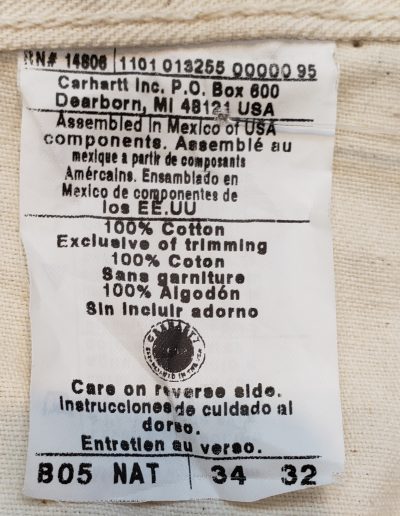 RN# 14806 1101 013255 00000 95
Carhartt Inc. P.O. Box 600
Dearborn, MI 48121 USA
Assembled in Mexico of USA
components. Assemblé au
mexique a partir de composants
Amércains. Ensamblado en
Mexico de componentes de
los EE.UU
100% Cotton
Exclusive of trimming
100% Coton
Sans garniture
100% Algodón
Sin incluir adorno
CARHARTT
Care on reverse side.
Instrucciones de cuidado al
dorso.
Entretien au verso.
B05 NAT 34 32